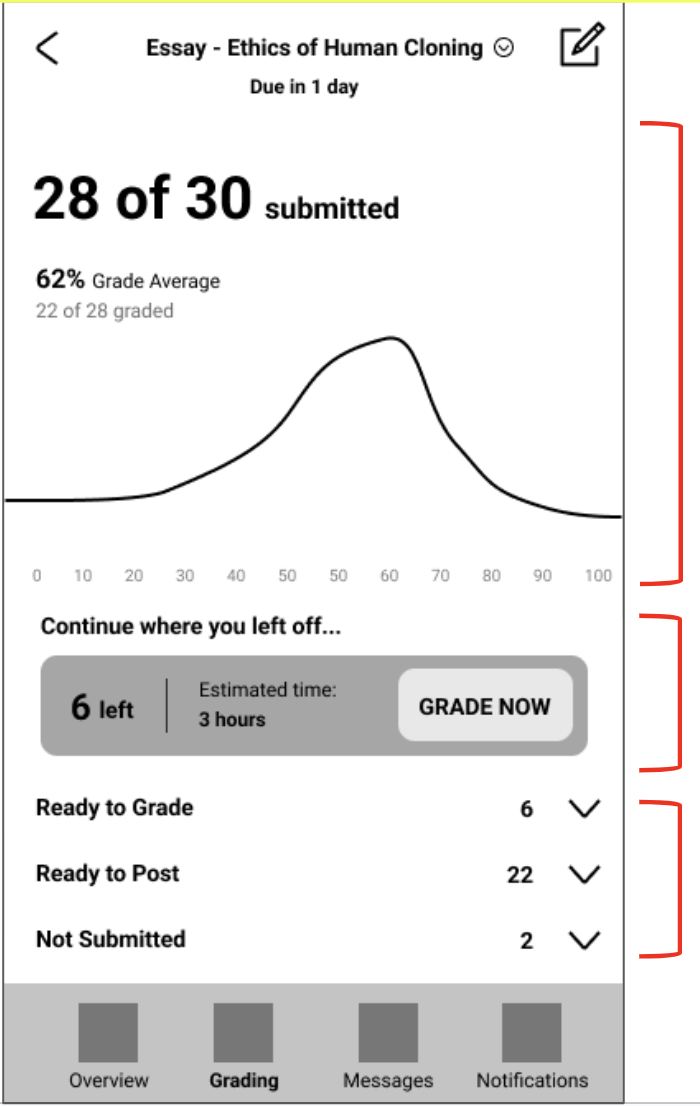 Essay - Ethics of Human Cloning
Due in 1 day
28 of 30 submitted
62% Grade Average
22 of 28 graded
0 10 20 30 40 50 50 60 70 80 90 100
Continue where you left off...
6 left
Estimated time:
3 hours
GRADE NOW
Ready to Grade 6
Ready to Post 22
Not Submitted 2
Overview Grading Messages Notifications